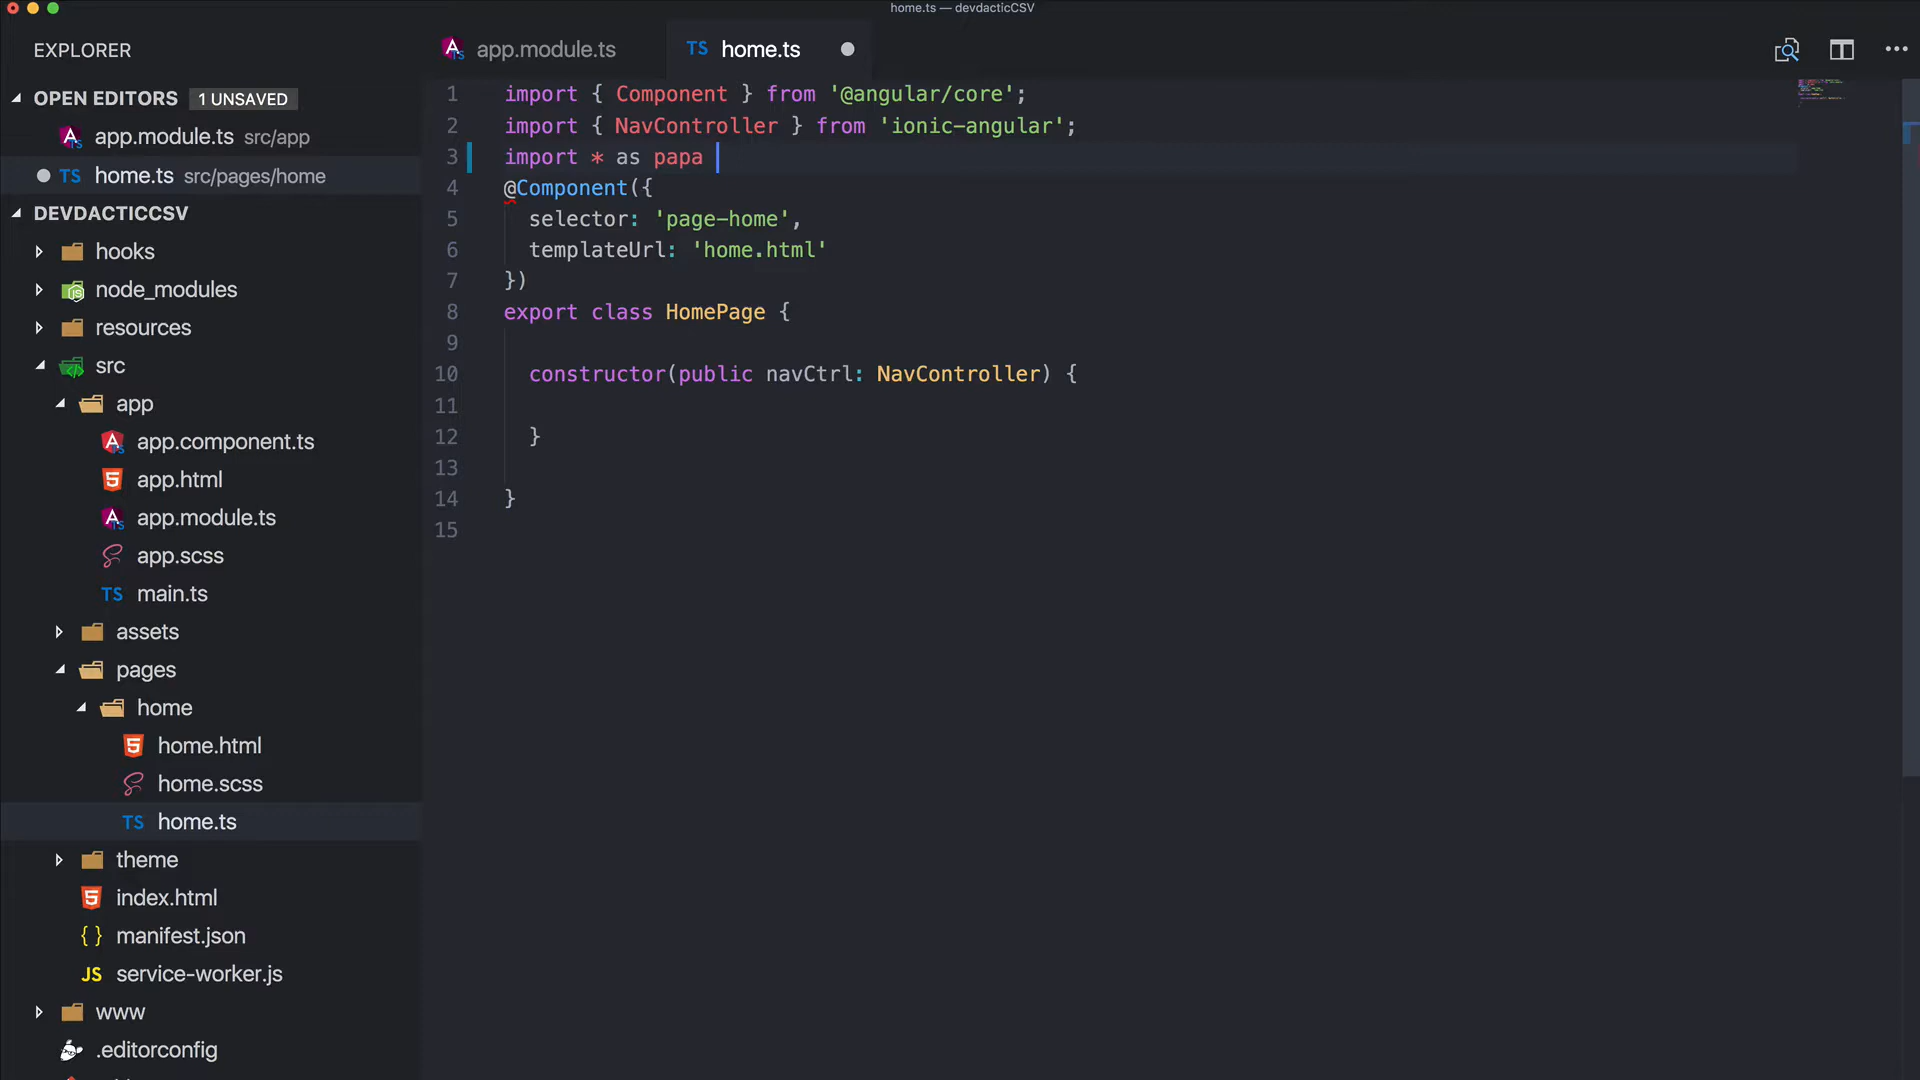 home.ts — devdacticCSV
EXPLORER
OPEN EDITORS 1 UNSAVED
app.module.ts src/app
TS home.ts src/pages/home
DEVDACTICCSV
hooks
node_modules
resources
src
app
app.component.ts
app.html
app.module.ts
app.scss
TS main.ts
assets
pages
home
home.html
home.scss
TS home.ts
theme
index.html
{ } manifest.json
JS service-worker.js
www
.editorconfig
app.module.ts
TS home.ts
1 import { Component } from '@angular/core';
2 import { NavController } from 'ionic-angular';
3 import * as papa
4 @Component({
5 selector: 'page-home',
6 templateUrl: 'home.html'
7 })
8 export class HomePage {
9
10 constructor(public navCtrl: NavController) {
11
12 }
13
14 }
15